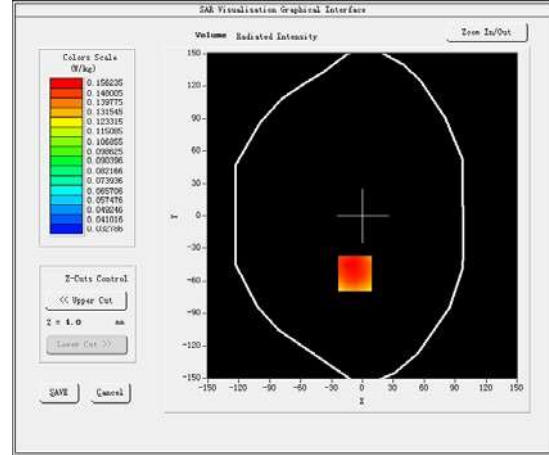 SAR Visualisation Graphical Interface
Volume Radiated Intensity
Zoom In/Out
Colors Scale
(W/kg)
0.156235
0.148005
0.139775
0.131545
0.123315
0.115085
0.106855
0.098625
0.090396
0.082166
0.073936
0.065706
0.057476
0.049246
0.041016
0.032786
Z-Cuts Control
<< Upper Cut
Z = 4.0 mm
Lower Cut >>
SAVE Cancel
150
120
90
60
30
Y 0
-30
-60
-90
-120
-150
-150 -120 -90 -60 -30 0 30 60 90 120 150
X